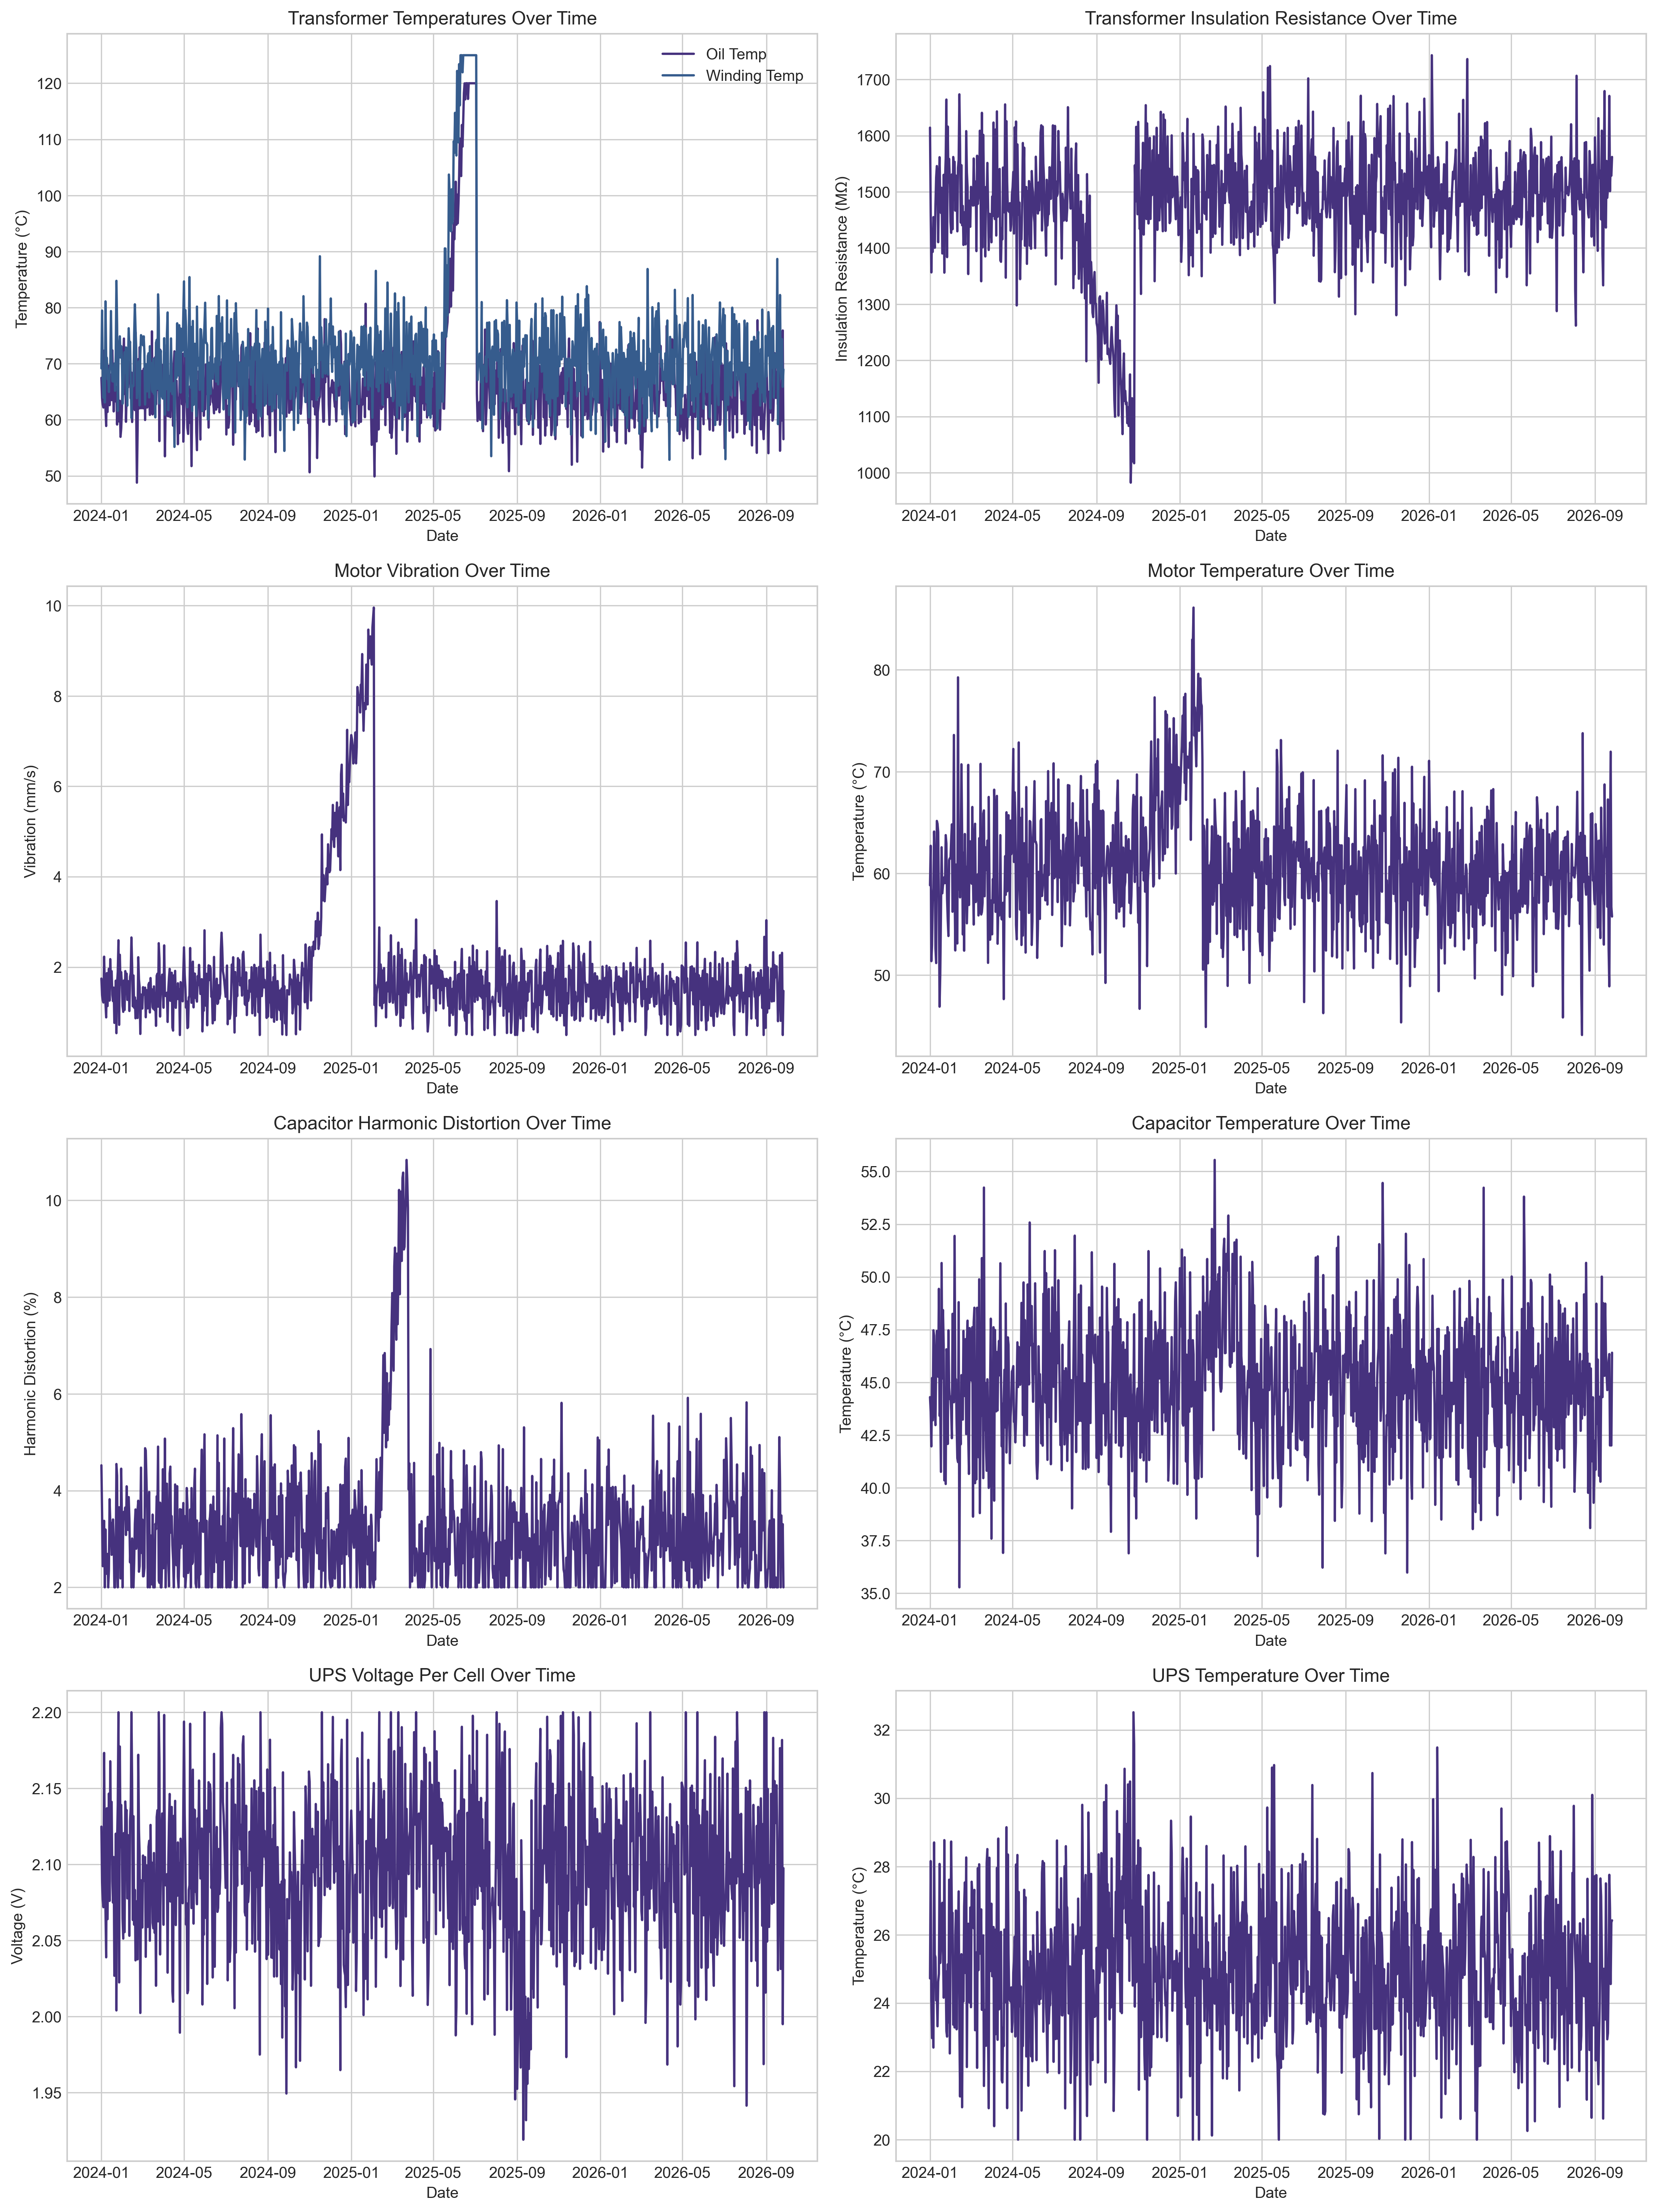 Transformer Temperatures Over Time
Oil Temp
Winding Temp
Temperature (°C)
120
110
100
90
80
70
60
50
2024-01 2024-05 2024-09 2025-01 2025-05 2025-09 2026-01 2026-05 2026-09
Date
Transformer Insulation Resistance Over Time
Insulation Resistance (MΩ)
1700
1600
1500
1400
1300
1200
1100
1000
2024-01 2024-05 2024-09 2025-01 2025-05 2025-09 2026-01 2026-05 2026-09
Date
Motor Vibration Over Time
Vibration (mm/s)
10
8
6
4
2
2024-01 2024-05 2024-09 2025-01 2025-05 2025-09 2026-01 2026-05 2026-09
Date
Motor Temperature Over Time
Temperature (°C)
80
70
60
50
2024-01 2024-05 2024-09 2025-01 2025-05 2025-09 2026-01 2026-05 2026-09
Date
Capacitor Harmonic Distortion Over Time
Harmonic Distortion (%)
10
8
6
4
2
2024-01 2024-05 2024-09 2025-01 2025-05 2025-09 2026-01 2026-05 2026-09
Date
Capacitor Temperature Over Time
Temperature (°C)
55.0
52.5
50.0
47.5
45.0
42.5
40.0
37.5
35.0
2024-01 2024-05 2024-09 2025-01 2025-05 2025-09 2026-01 2026-05 2026-09
Date
UPS Voltage Per Cell Over Time
Voltage (V)
2.20
2.15
2.10
2.05
2.00
1.95
2024-01 2024-05 2024-09 2025-01 2025-05 2025-09 2026-01 2026-05 2026-09
Date
UPS Temperature Over Time
Temperature (°C)
32
30
28
26
24
22
20
2024-01 2024-05 2024-09 2025-01 2025-05 2025-09 2026-01 2026-05 2026-09
Date